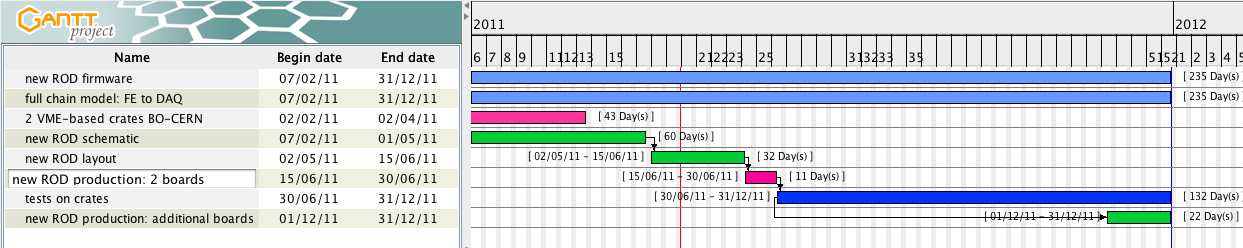 GANTT
project
2011
2012
Name Begin date End date
6 7 8 9 11 12 13 15 21 22 23 25 31 32 33 35 51 52 1 2 3 4 5
new ROD firmware 07/02/11 31/12/11 [ 235 Day(s) ]
full chain model: FE to DAQ 07/02/11 31/12/11 [ 235 Day(s) ]
2 VME-based crates BO-CERN 02/02/11 02/04/11 [ 43 Day(s) ]
new ROD schematic 07/02/11 01/05/11 [ 60 Day(s) ]
new ROD layout 02/05/11 15/06/11 [ 02/05/11 - 15/06/11 ] [ 32 Day(s) ]
new ROD production: 2 boards 15/06/11 30/06/11 [ 15/06/11 - 30/06/11 ] [ 11 Day(s) ]
tests on crates 30/06/11 31/12/11 [ 30/06/11 - 31/12/11 ] [ 132 Day(s) ]
new ROD production: additional boards 01/12/11 31/12/11 [ 01/12/11 - 31/12/11 ] [ 22 Day(s) ]